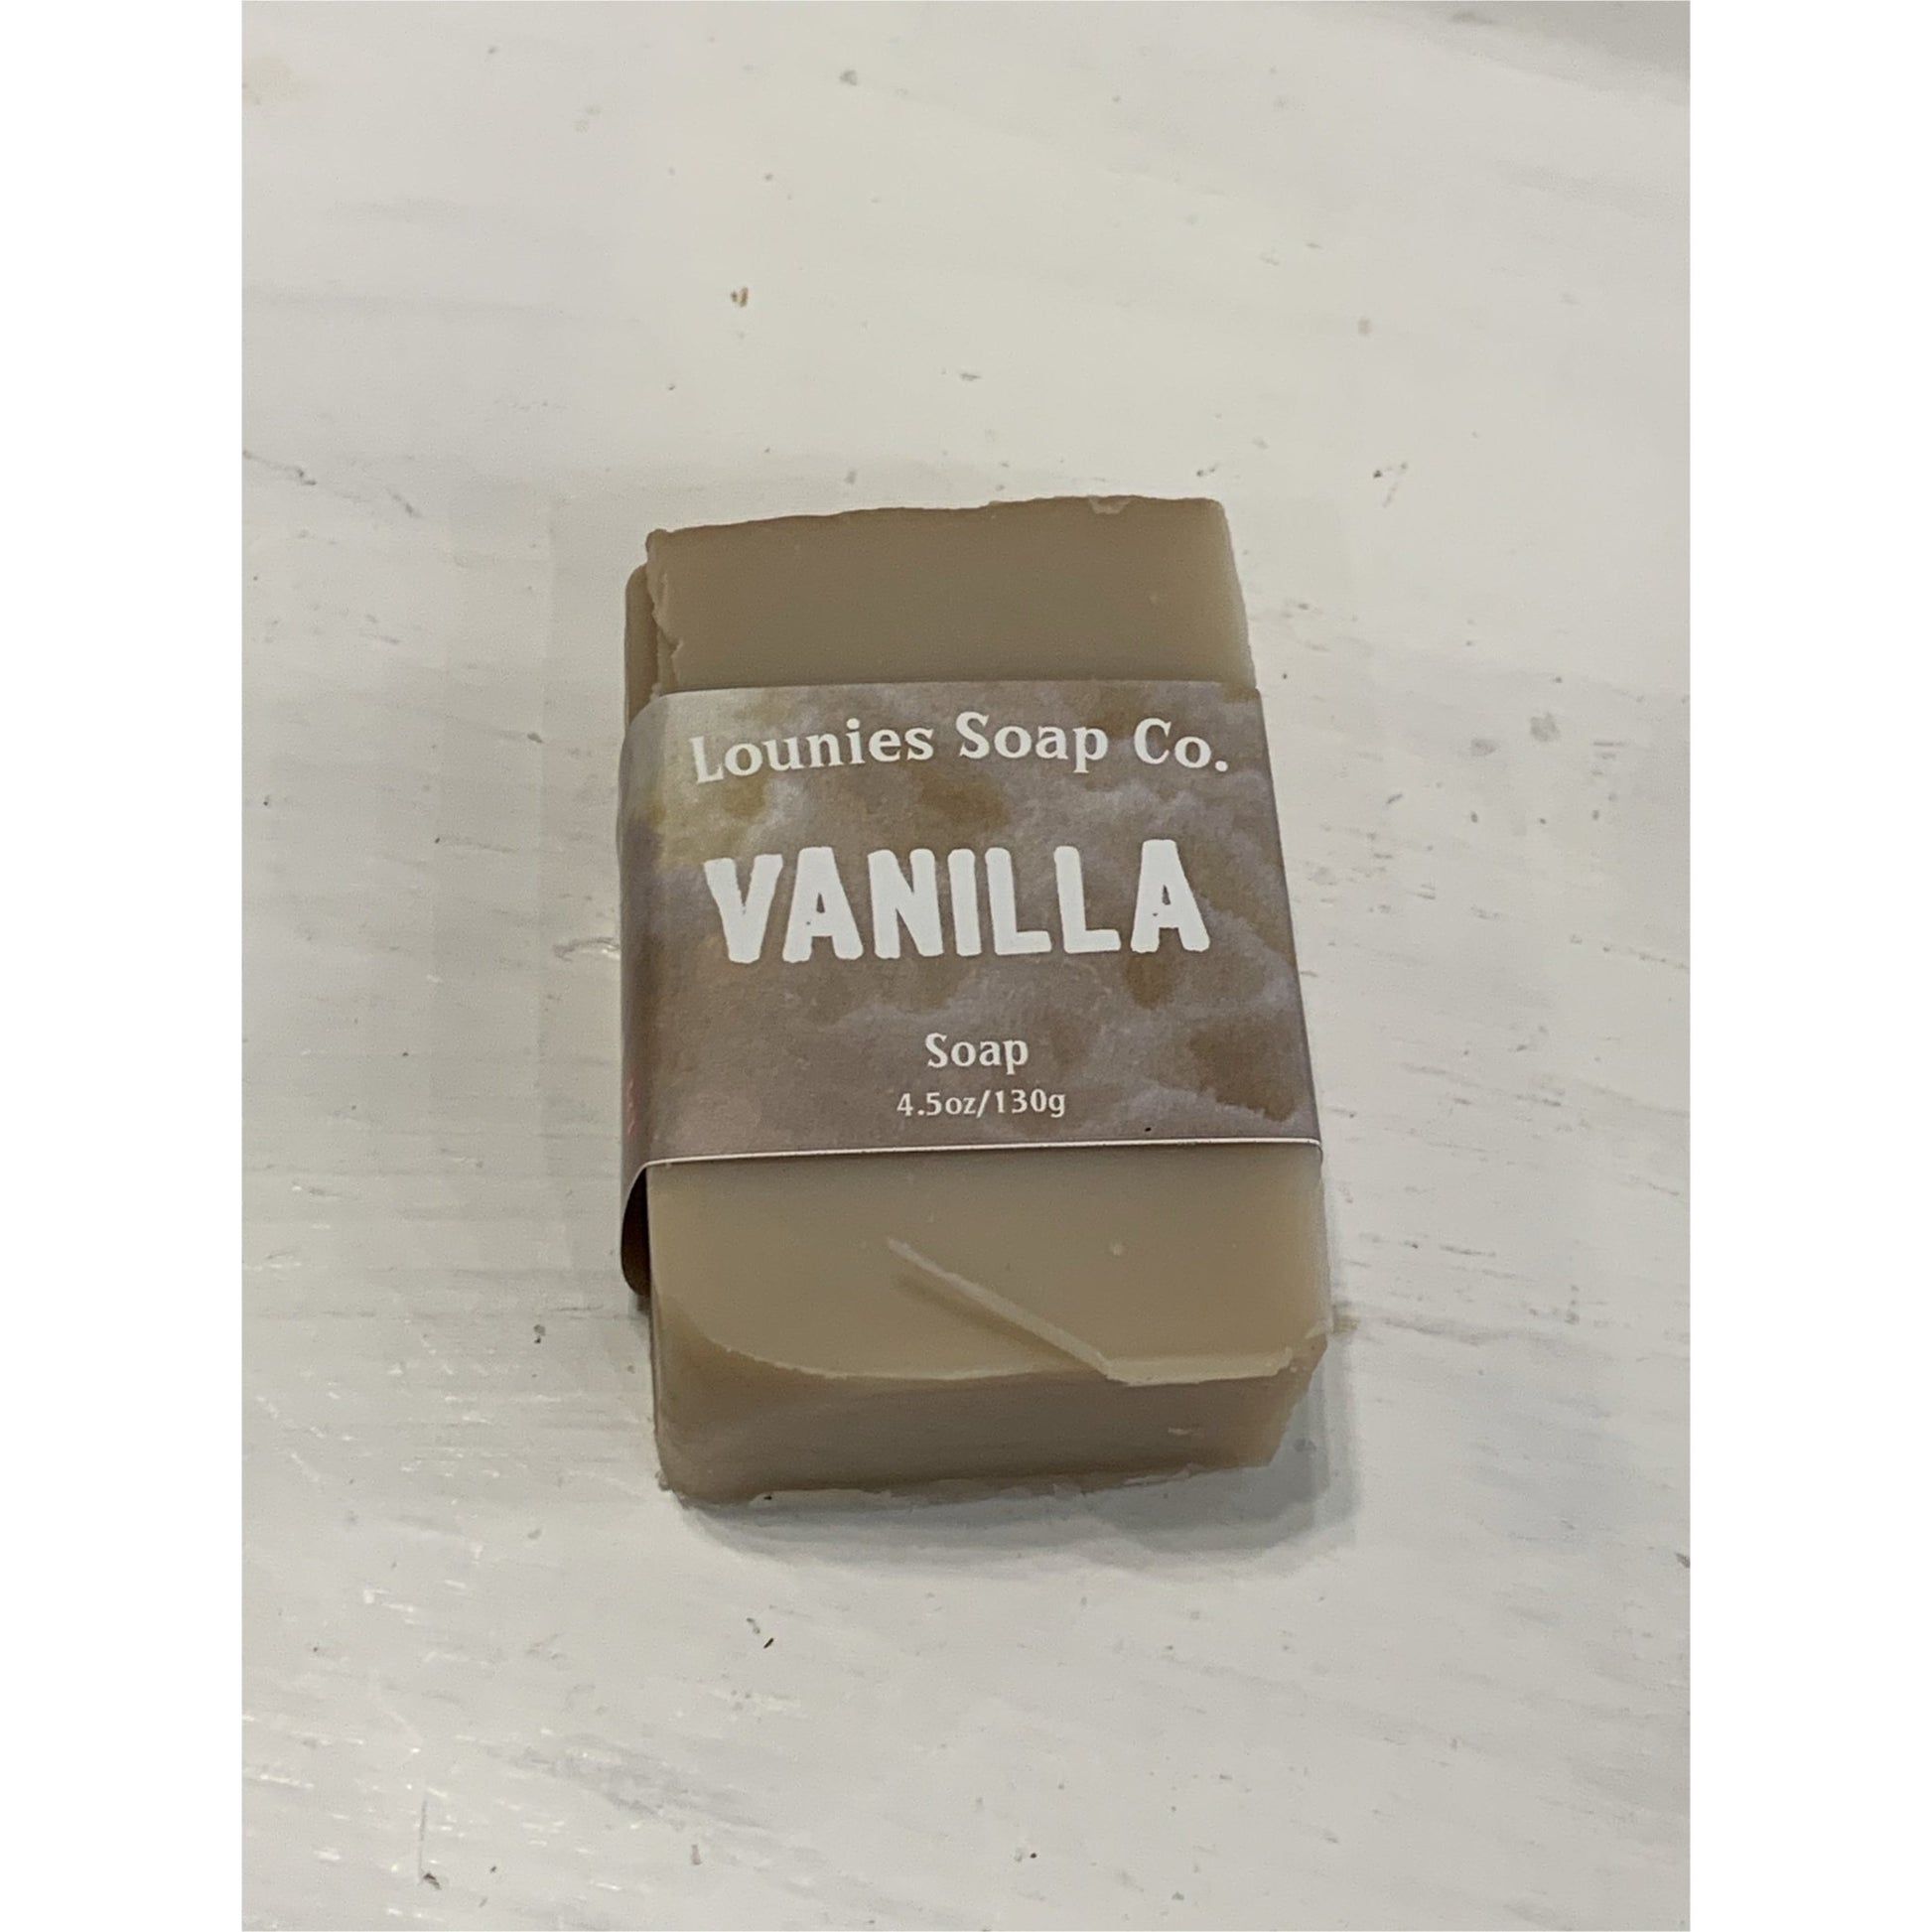 Lounies Soap Co.
VANILLA
Soap
4.5oz/130g